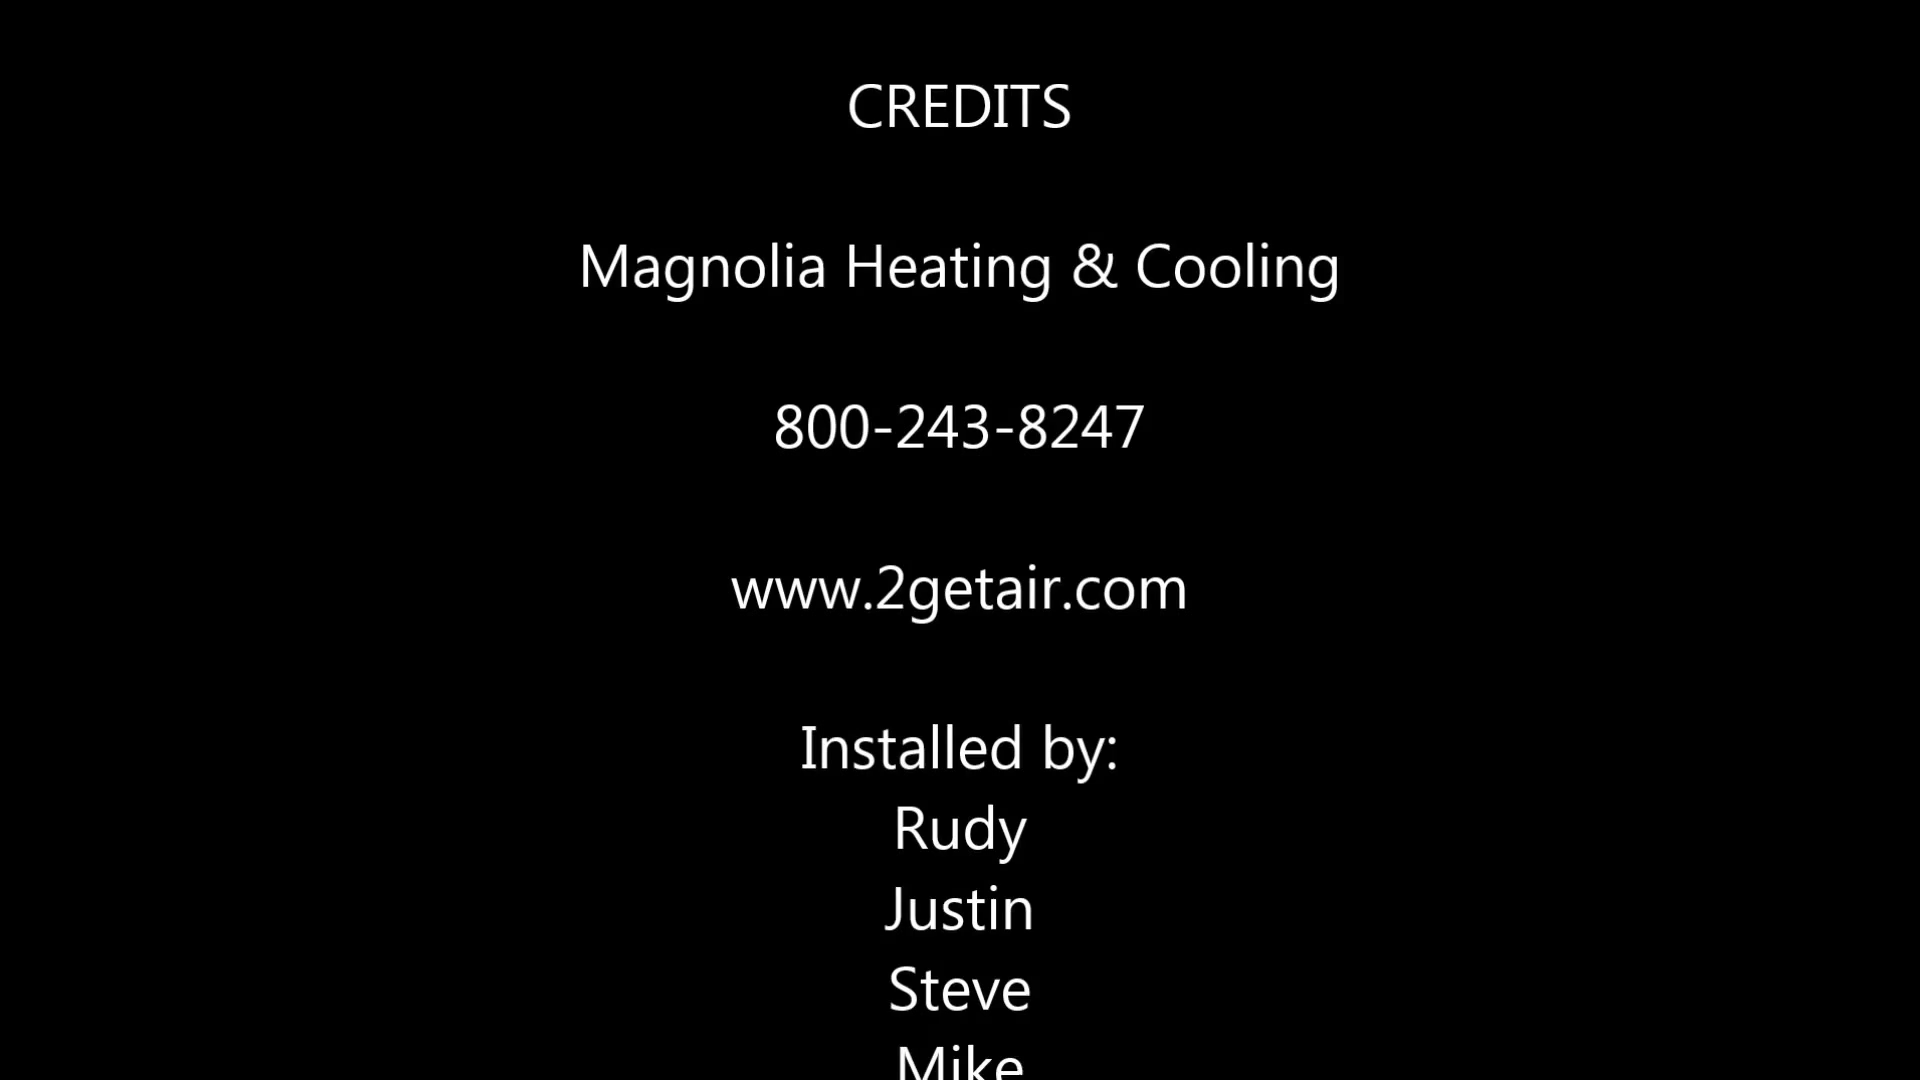 CREDITS
Magnolia Heating & Cooling
800-243-8247
www.2getair.com
Installed by:
Rudy
Justin
Steve
Mike